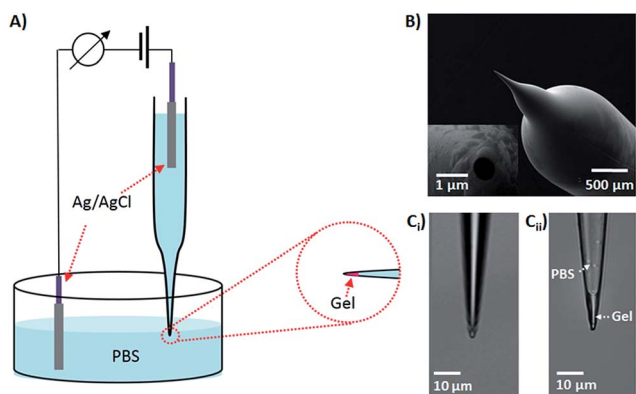 A)
Ag/AgCl
Gel
PBS
B)
1 µm
500 µm
Ci)
10 µm
Cii)
PBS
Gel
10 µm